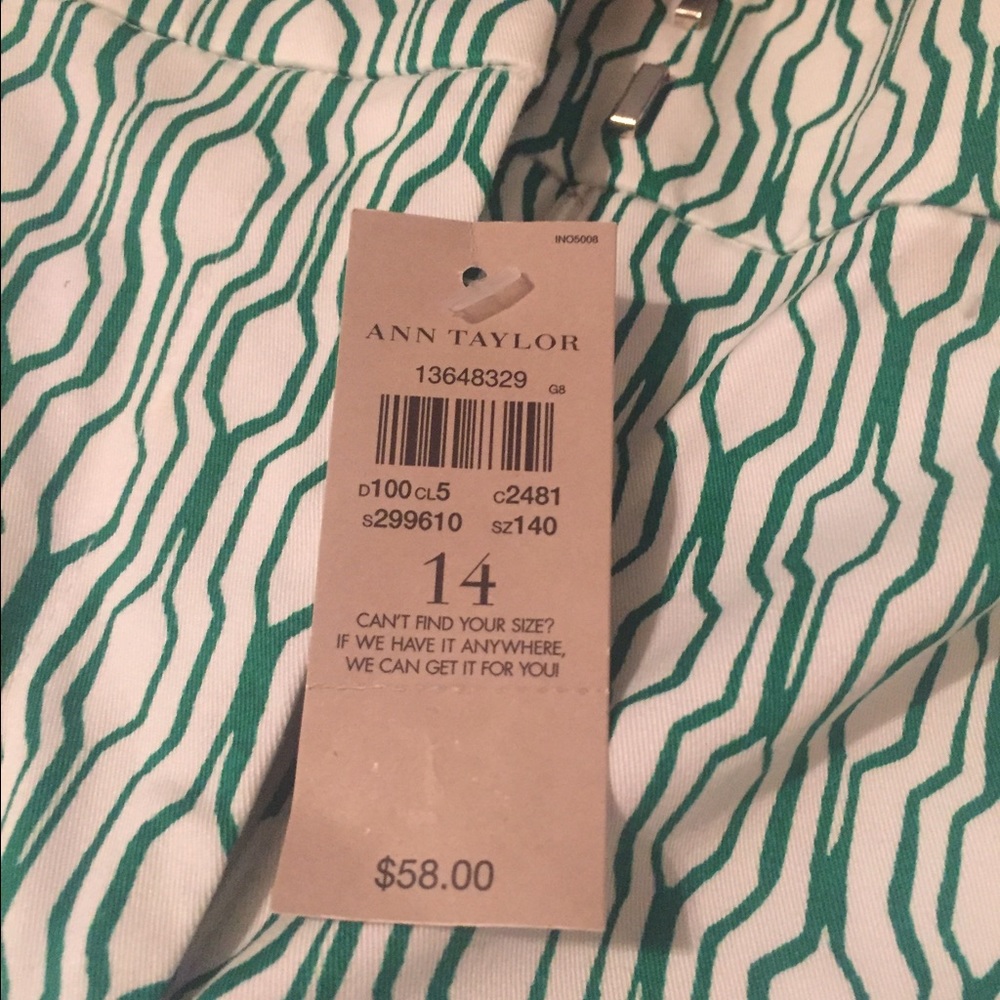 INO5008
ANN TAYLOR
13648329 G8
D100 CL5 C2481
S299610 SZ140
14
CAN'T FIND YOUR SIZE?
IF WE HAVE IT ANYWHERE,
WE CAN GET IT FOR YOU!
$58.00